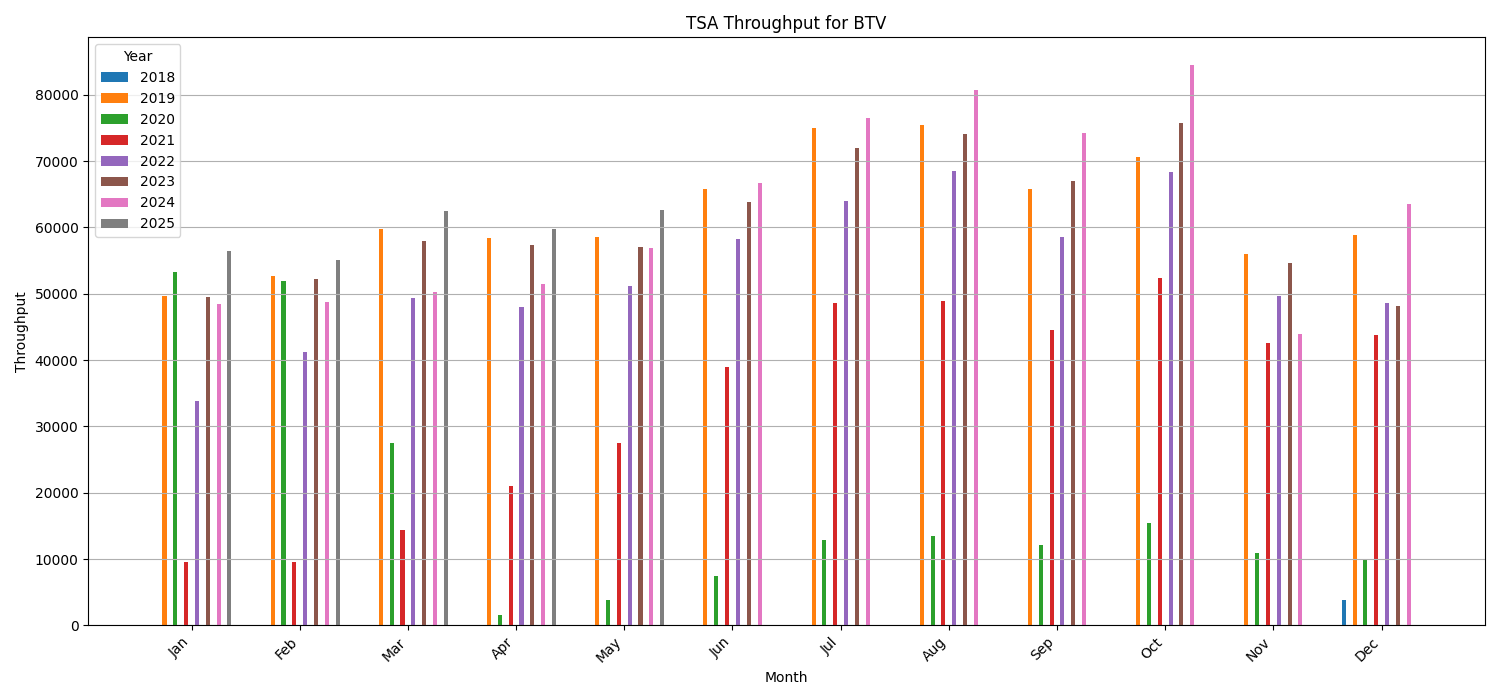 TSA Throughput for BTV
Year
2018
2019
2020
2021
2022
2023
2024
2025
Throughput
80000
70000
60000
50000
40000
30000
20000
10000
0
Jan
Feb
Mar
Apr
May
Jun
Jul
Aug
Sep
Oct
Nov
Dec
Month